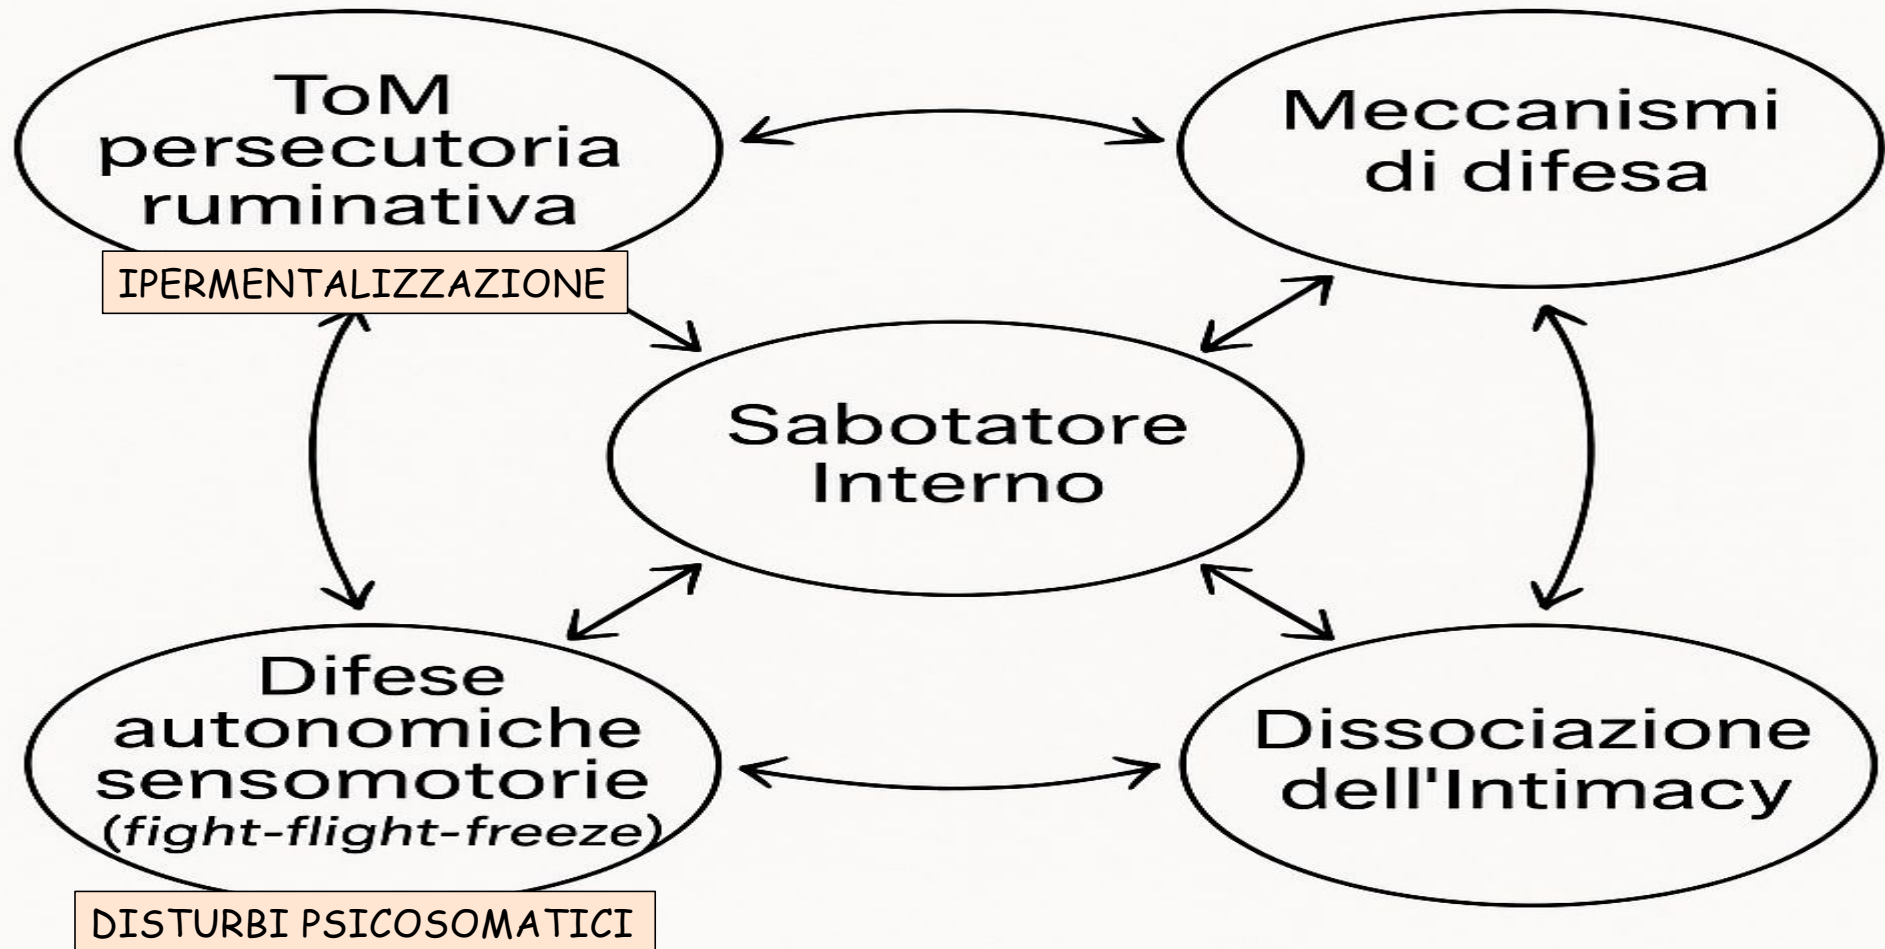 ToM
persecutoria
ruminativa
IPERMENTALIZZAZIONE
Meccanismi
di difesa
Sabotatore
Interno
Difese
autonomiche
sensomotorie
(fight-flight-freeze)
DISTURBI PSICOSOMATICI
Dissociazione
dell'Intimacy